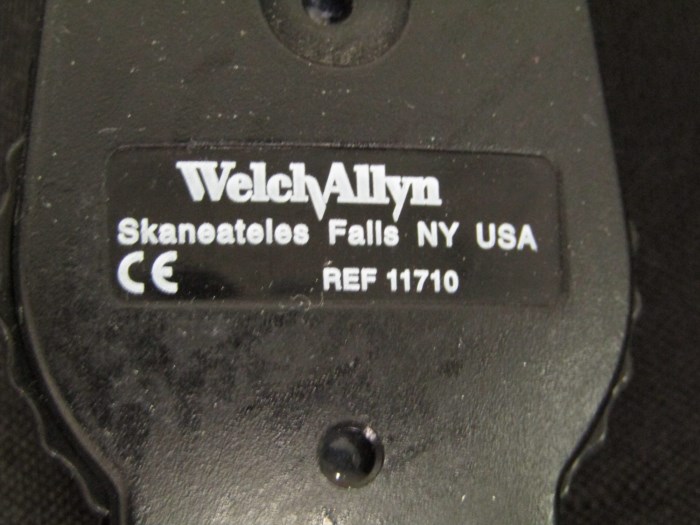 WelchAllyn
Skaneateles Falls NY USA
CE REF 11710